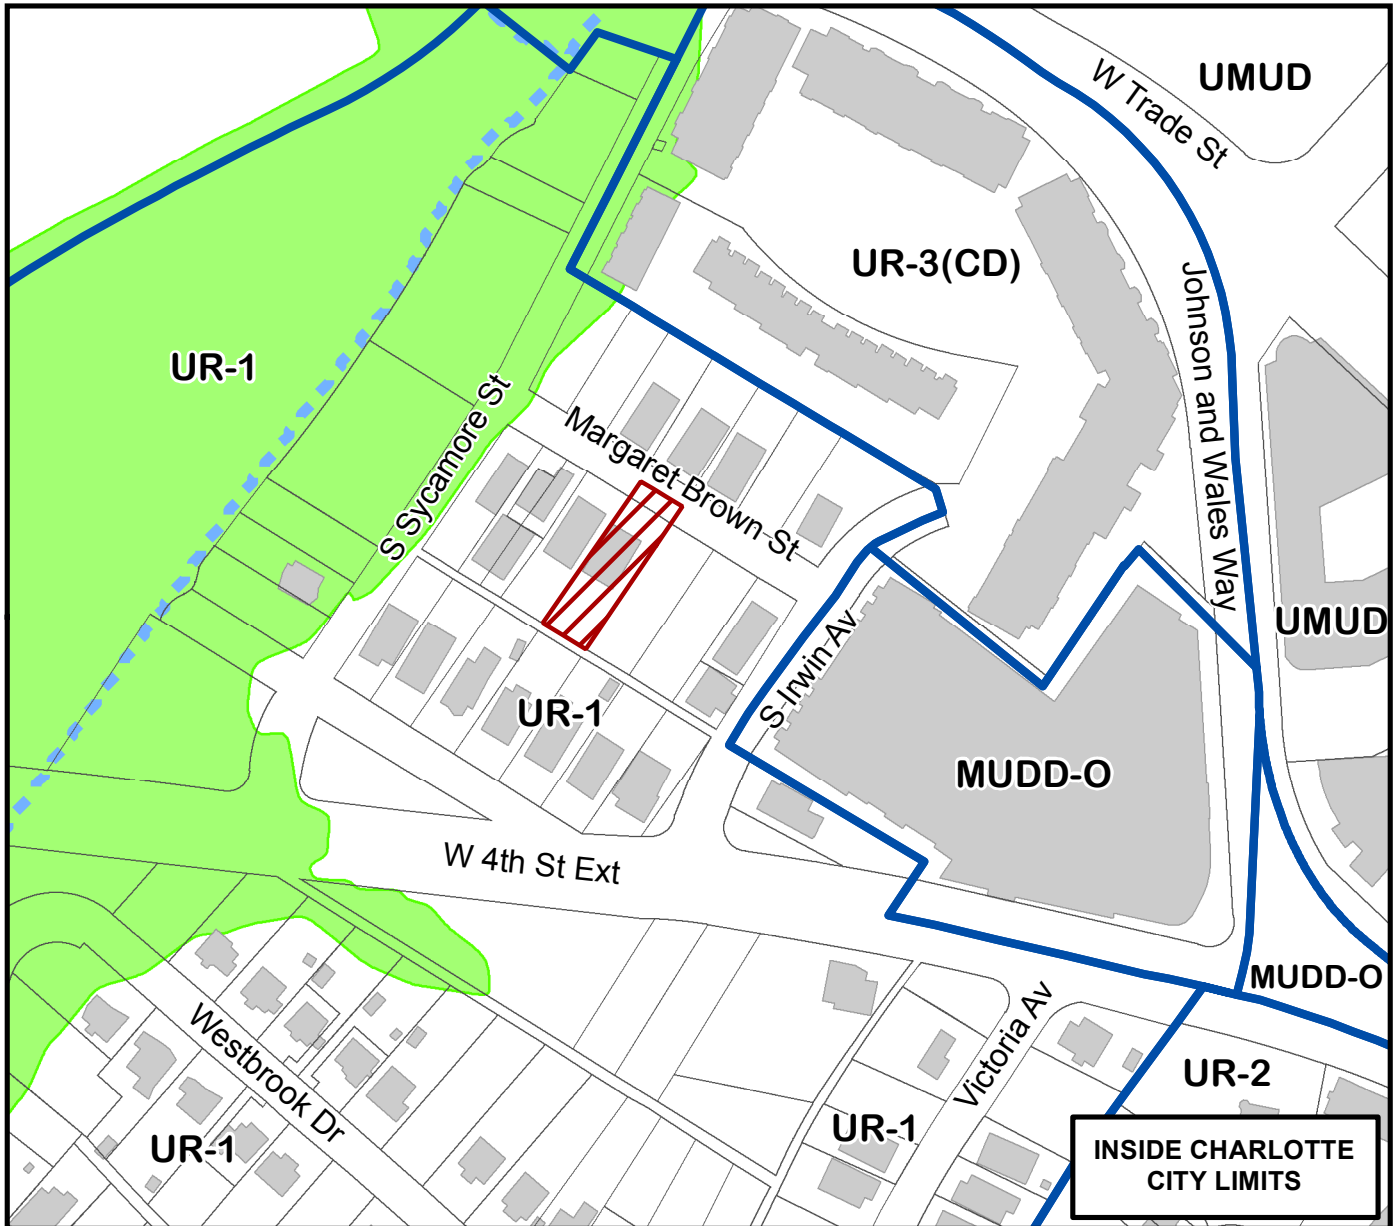 UMUD
W Trade St
UR-3(CD)
Johnson and Wales Way
UR-1
S Sycamore St
Margaret Brown St
UMUD
S Irwin Av
UR-1
MUDD-O
W 4th St Ext
MUDD-O
Victoria Av
Westbrook Dr
UR-2
UR-1
UR-1
INSIDE CHARLOTTE
CITY LIMITS